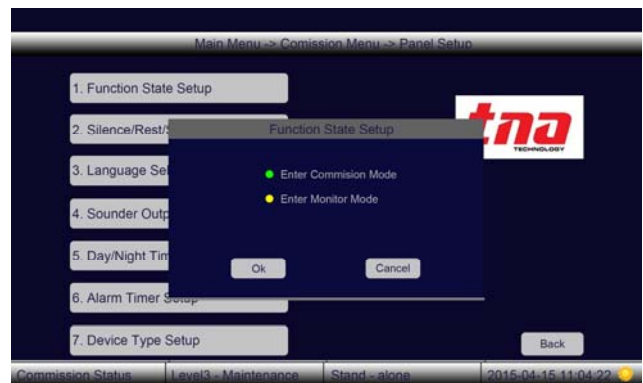 Main Menu -> Comission Menu -> Panel Setup
1. Function State Setup
2. Silence/Rest/
3. Language Sel
4. Sounder Outp
5. Day/Night Tim
6. Alarm Timer Setup
7. Device Type Setup
tna
TECHNOLOGY
Function State Setup
Enter Commision Mode
Enter Monitor Mode
Ok
Cancel
Back
Commission Status
Level3 - Maintenance
Stand - alone
2015-04-15 11:04:22